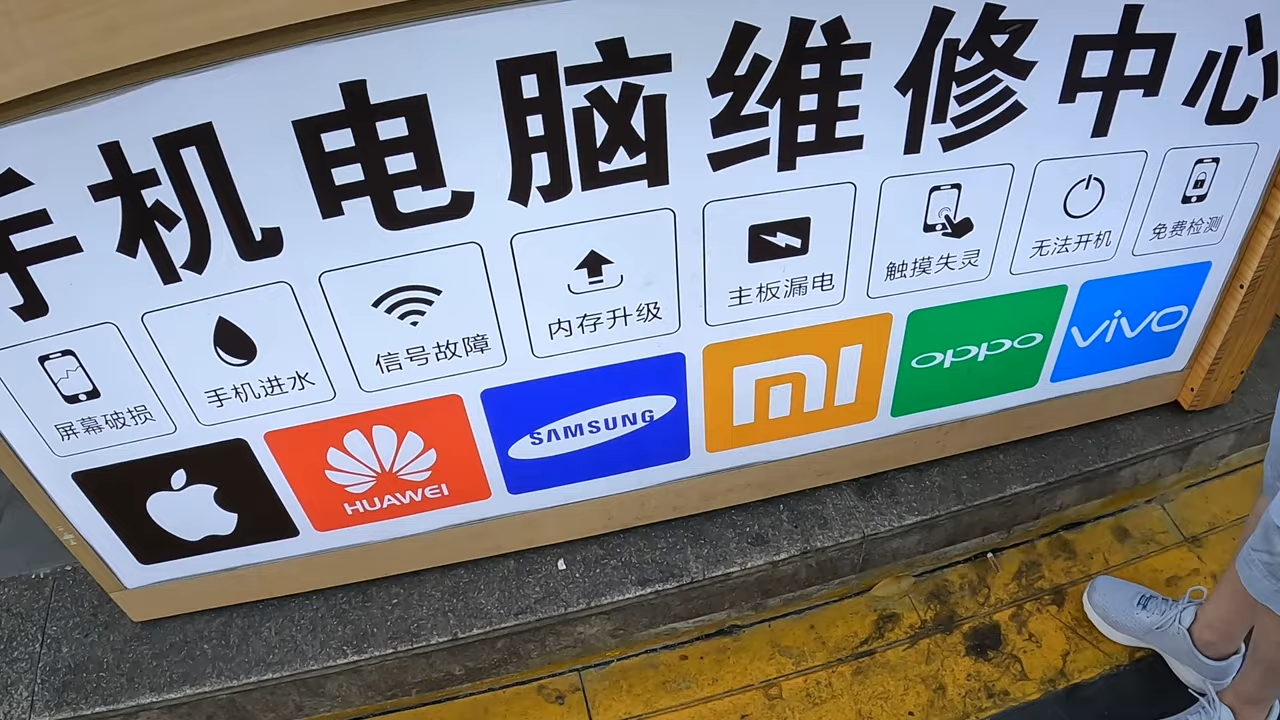 手机电脑维修中心
屏幕破损 手机进水 信号故障 内存升级 主板漏电 触摸失灵 无法开机 免费检测
HUAWEI SAMSUNG mi oppo vivo